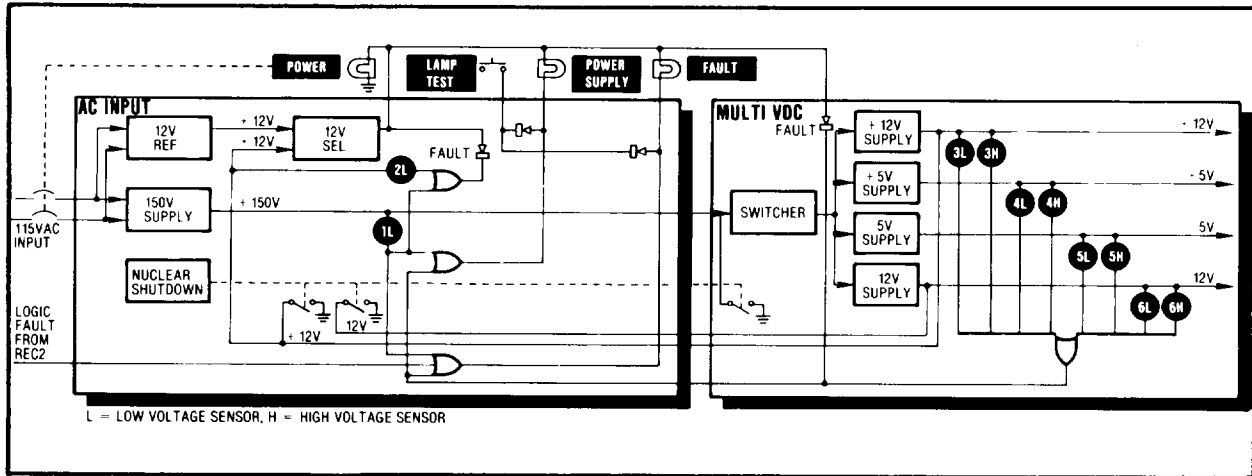 POWER
LAMP
TEST
POWER
SUPPLY
FAULT
AC INPUT
12V
REF
+ 12V
- 12V
12V
SEL
FAULT
2L
150V
SUPPLY
+ 150V
1L
115VAC
INPUT
NUCLEAR
SHUTDOWN
LOGIC
FAULT
FROM
REC2
+ 12V
12V
MULTI VDC
FAULT
SWITCHER
+ 12V
SUPPLY
+ 5V
SUPPLY
5V
SUPPLY
12V
SUPPLY
3L
3H
4L
4H
5L
5H
6L
6H
- 12V
- 5V
5V
12V
L = LOW VOLTAGE SENSOR, H = HIGH VOLTAGE SENSOR